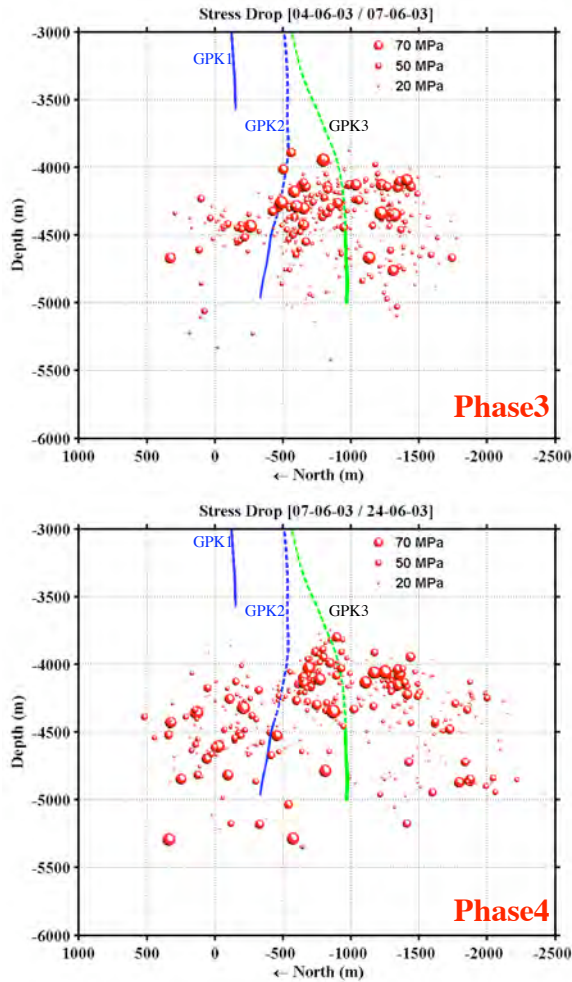 Stress Drop [04-06-03 / 07-06-03]
-3000
GPK1
70 MPa
50 MPa
20 MPa
-3500
GPK2
GPK3
-4000
Depth (m)
-4500
-5000
-5500
Phase3
-6000
1000 500 0 -500 -1000 -1500 -2000 -2500
← North (m)
Stress Drop [07-06-03 / 24-06-03]
-3000
GPK1
70 MPa
50 MPa
20 MPa
-3500
GPK2
GPK3
-4000
Depth (m)
-4500
-5000
-5500
Phase4
-6000
1000 500 0 -500 -1000 -1500 -2000 -2500
← North (m)